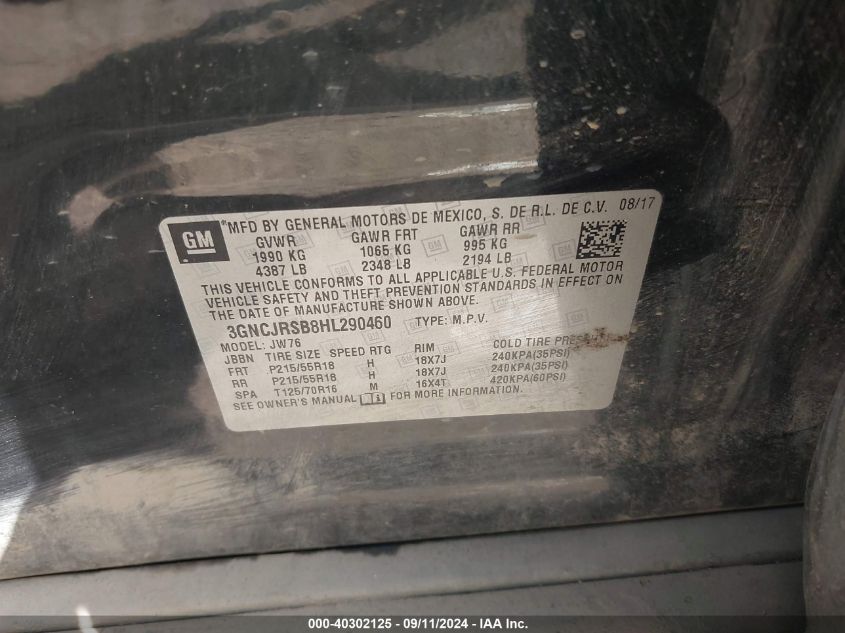 GM
®MFD BY GENERAL MOTORS DE MEXICO, S. DE R.L. DE C.V. 08/17
GVWR GAWR FRT GAWR RR
1990 KG 1065 KG 995 KG
4387 LB 2348 LB 2194 LB
THIS VEHICLE CONFORMS TO ALL APPLICABLE U.S. FEDERAL MOTOR
VEHICLE SAFETY AND THEFT PREVENTION STANDARDS IN EFFECT ON
THE DATE OF MANUFACTURE SHOWN ABOVE.
3GNCJRSB8HL290460 TYPE: M.P.V.
MODEL: JW76
JBBN TIRE SIZE SPEED RTG RIM COLD TIRE
FRT P215/55R18 H 18X7J 240KPA(35PSI)
RR P215/55R18 H 18X7J 240KPA(35PSI)
SPA T125/70R16 M 16X4T 420KPA(60PSI)
SEE OWNER'S MANUAL FOR MORE INFORMATION.
000-40302125 - 09/11/2024 - IAA Inc.